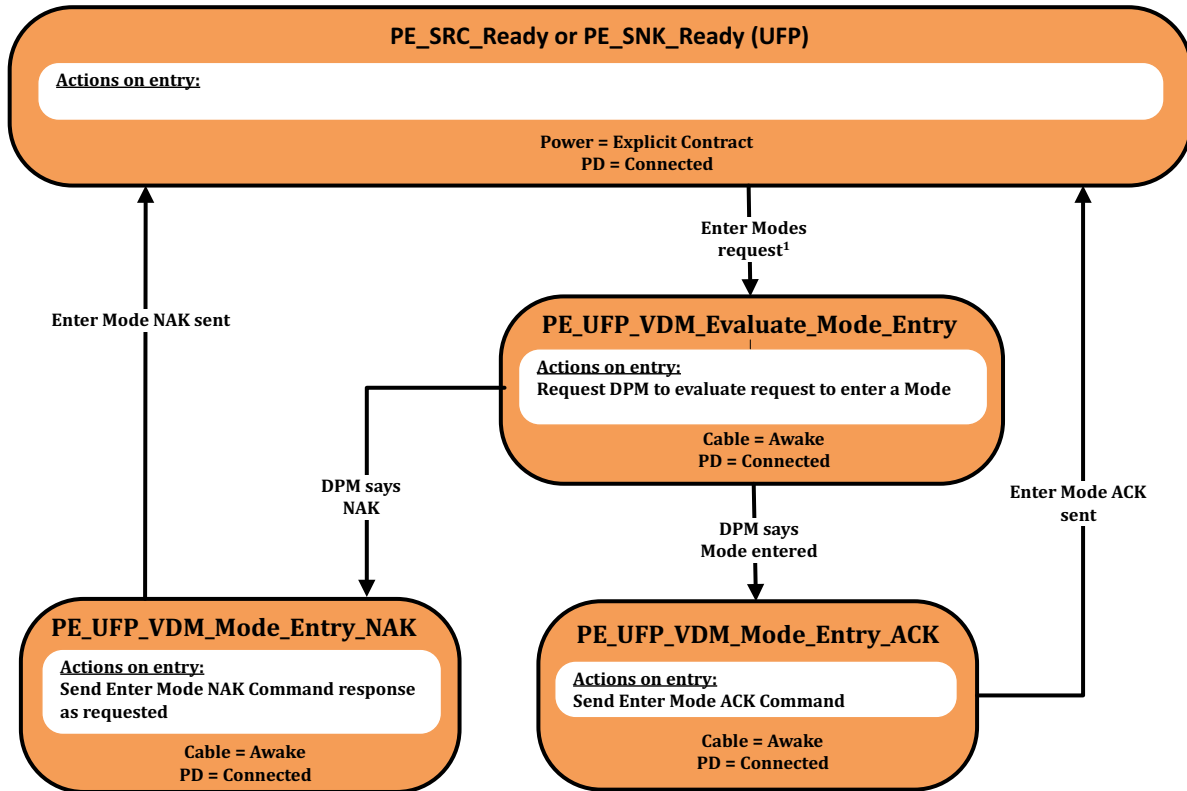 PE_SRC_Ready or PE_SNK_Ready (UFP)
Actions on entry:
Power = Explicit Contract
PD = Connected
Enter Modes
request¹
Enter Mode NAK sent
PE_UFP_VDM_Evaluate_Mode_Entry
Actions on entry:
Request DPM to evaluate request to enter a Mode
Cable = Awake
PD = Connected
DPM says
NAK
Enter Mode ACK
sent
DPM says
Mode entered
PE_UFP_VDM_Mode_Entry_NAK
Actions on entry:
Send Enter Mode NAK Command response
as requested
Cable = Awake
PD = Connected
PE_UFP_VDM_Mode_Entry_ACK
Actions on entry:
Send Enter Mode ACK Command
Cable = Awake
PD = Connected